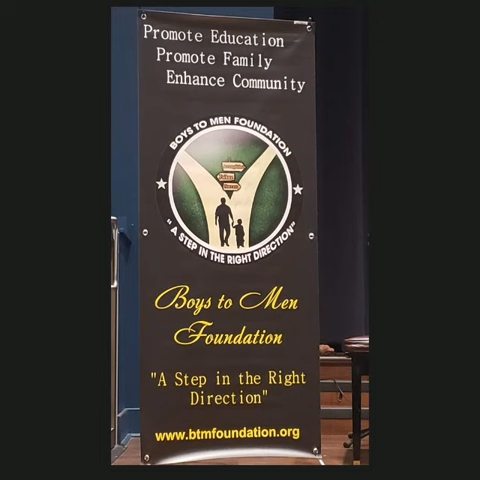 Promote Education
Promote Family
Enhance Community
BOYS TO MEN FOUNDATION
"A STEP IN THE RIGHT DIRECTION"
Boys to Men
Foundation
"A Step in the Right
Direction"
www.btmfoundation.org